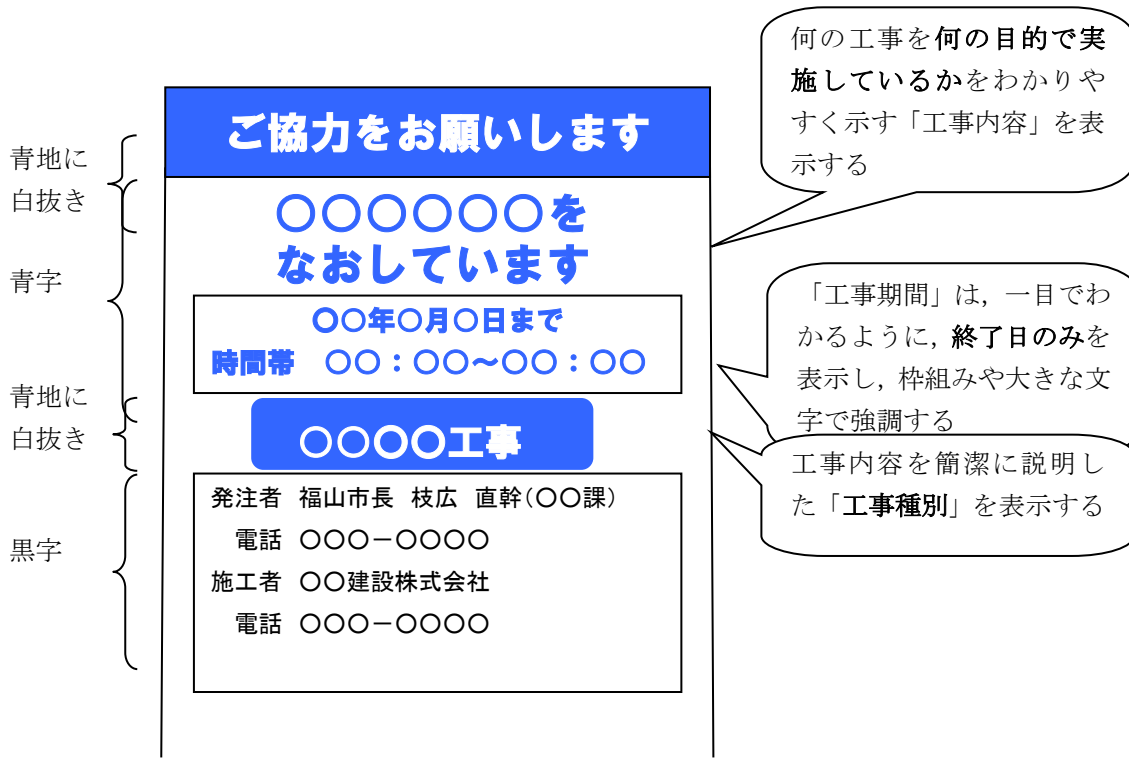 ご協力をお願いします
〇〇〇〇〇〇を
なおしています
〇〇年〇月〇日まで
時間帯　〇〇：〇〇～〇〇：〇〇
〇〇〇〇工事
発注者　福山市長　枝広　直幹（〇〇課）
電話　〇〇〇－〇〇〇〇
施工者　〇〇建設株式会社
電話　〇〇〇－〇〇〇〇
青地に
白抜き
青字
青地に
白抜き
黒字
何の工事を何の目的で実
施しているかをわかりや
すく示す「工事内容」を表
示する
「工事期間」は，一目でわ
かるように，終了日のみを
表示し，枠組みや大きな文
字で強調する
工事内容を簡潔に説明し
た「工事種別」を表示する